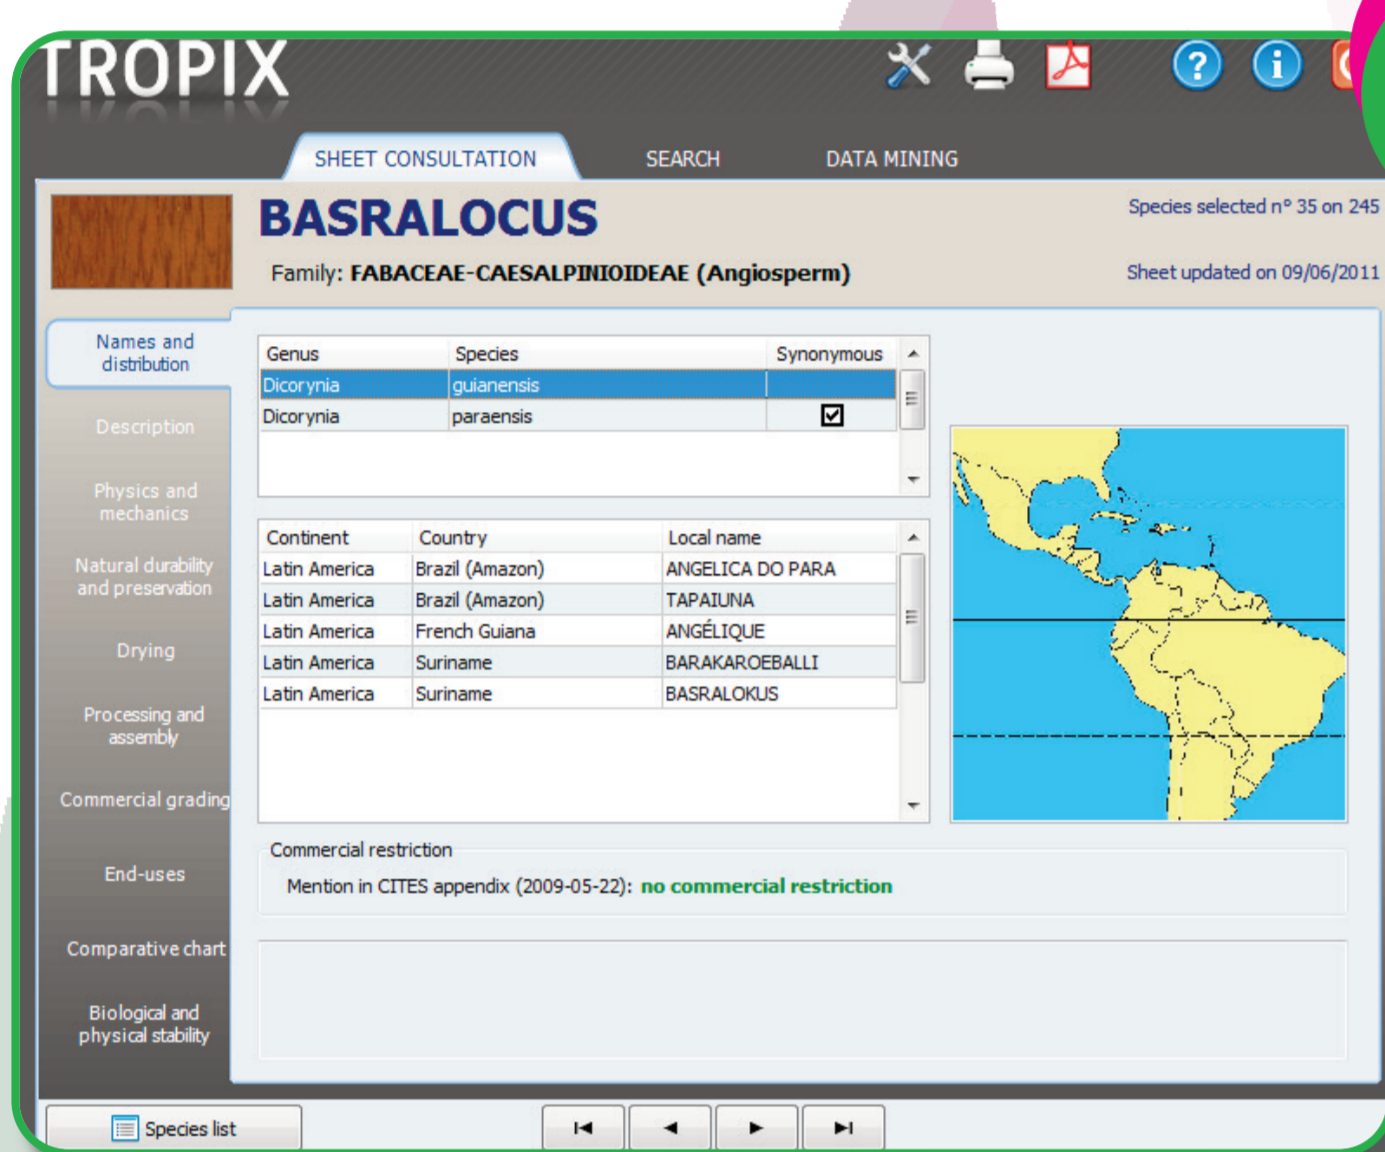 TROPIX
SHEET CONSULTATION SEARCH DATA MINING
BASRALOCUS
Species selected n° 35 on 245
Family: FABACEAE-CAESALPINIOIDEAE (Angiosperm)
Sheet updated on 09/06/2011
Names and
distribution
Description
Physics and
mechanics
Natural durability
and preservation
Drying
Processing and
assembly
Commercial grading
End-uses
Comparative chart
Biological and
physical stability
Genus Species Synonymous
Dicorynia guianensis
Dicorynia paraensis
Continent Country Local name
Latin America Brazil (Amazon) ANGELICA DO PARA
Latin America Brazil (Amazon) TAPAIUNA
Latin America French Guiana ANGÉLIQUE
Latin America Suriname BARAKAROEBALLI
Latin America Suriname BASRALOKUS
Commercial restriction
Mention in CITES appendix (2009-05-22): no commercial restriction
Species list